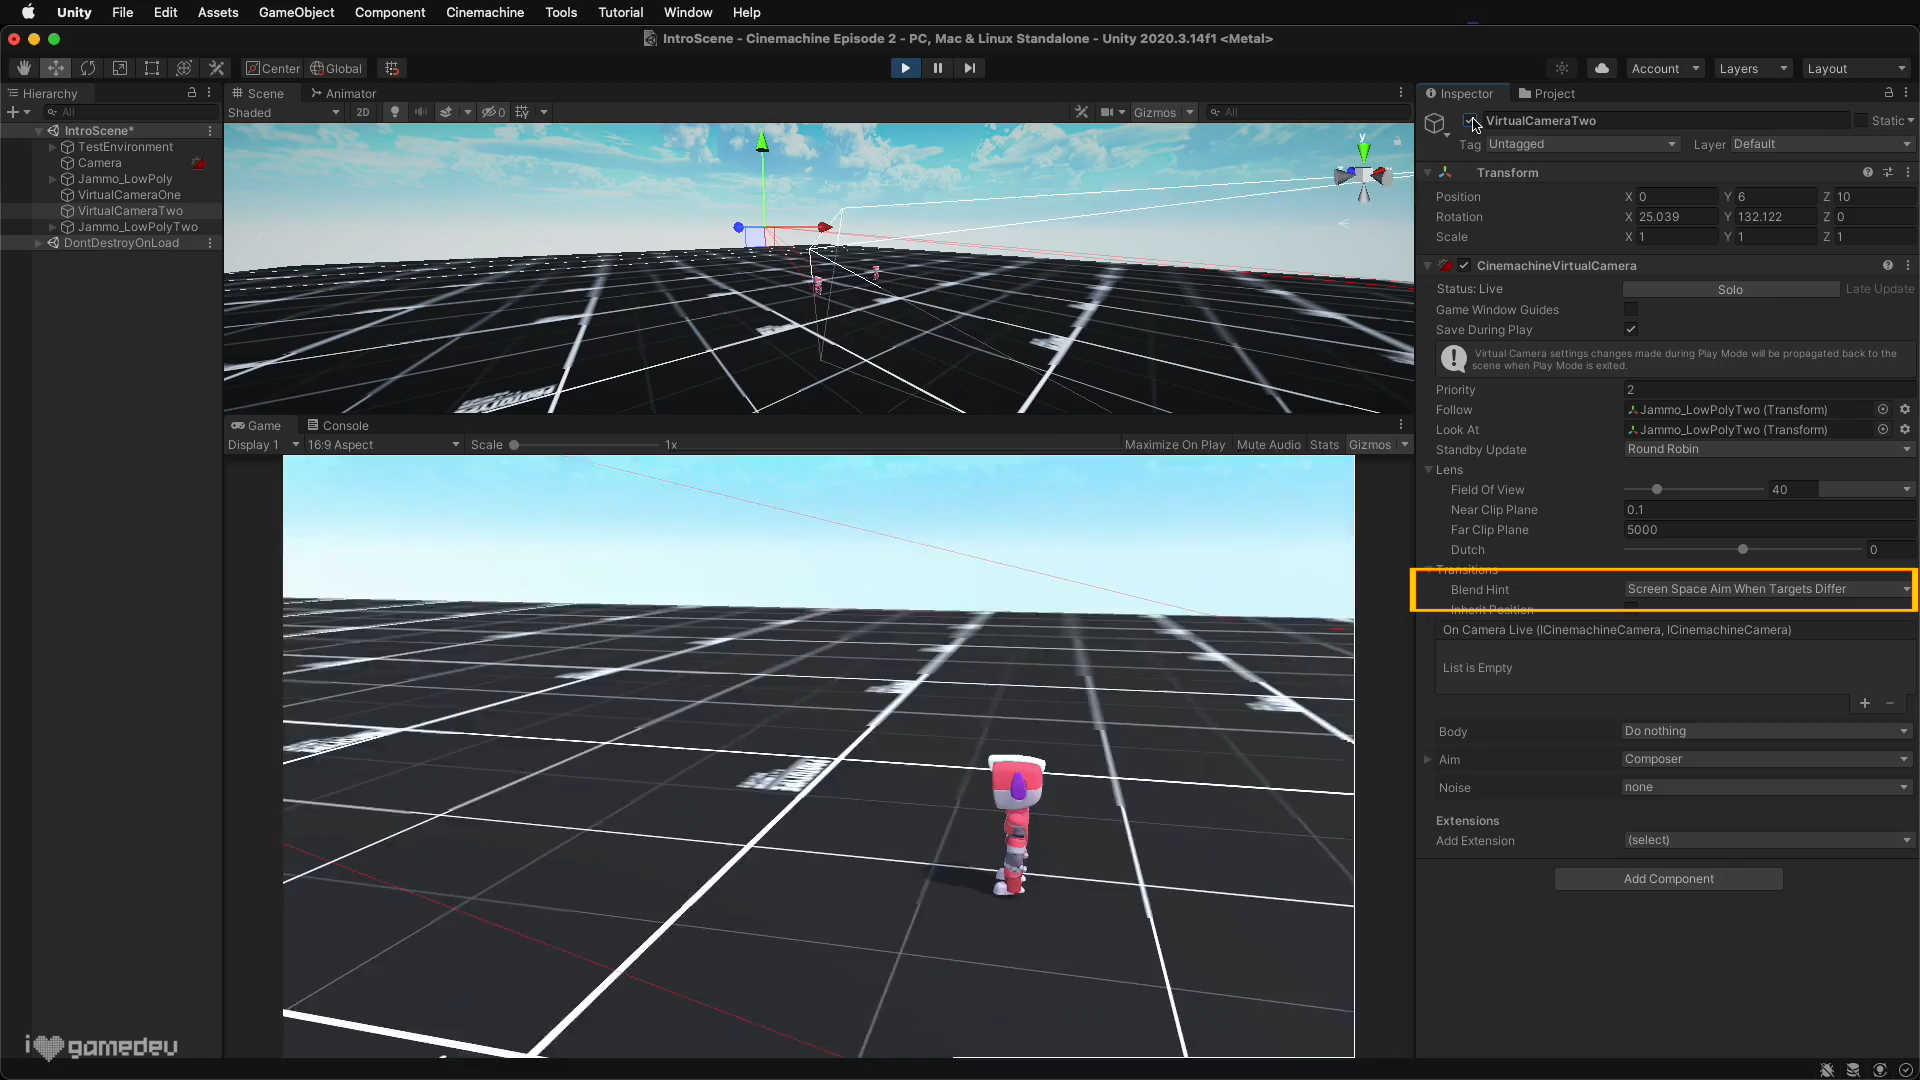 Unity File Edit Assets GameObject Component Cinemachine Tools Tutorial Window Help
IntroScene - Cinemachine Episode 2 - PC, Mac & Linux Standalone - Unity 2020.3.14f1 <Metal>
Center Global Account Layers Layout
Hierarchy Scene Animator Inspector Project
All Shaded 2D 0 Gizmos All
VirtualCameraTwo Static
IntroScene*
TestEnvironment
Camera
Jammo_LowPoly
VirtualCameraOne
VirtualCameraTwo
Jammo_LowPolyTwo
DontDestroyOnLoad
y
Tag Untagged Layer Default
Transform
Position X 0 Y 6 Z 10
Rotation X 25.039 Y 132.122 Z 0
Scale X 1 Y 1 Z 1
CinemachineVirtualCamera
Status: Live Solo Late Update
Game Window Guides
Save During Play
Virtual Camera settings changes made during Play Mode will be propagated back to the
scene when Play Mode is exited.
Priority 2
Follow Jammo_LowPolyTwo (Transform)
Look At Jammo_LowPolyTwo (Transform)
Standby Update Round Robin
Lens
Field Of View 40
Near Clip Plane 0.1
Far Clip Plane 5000
Dutch 0
Transitions
Blend Hint Screen Space Aim When Targets Differ
Inherit Position
On Camera Live (ICinemachineCamera, ICinemachineCamera)
List is Empty
Body Do nothing
Aim Composer
Noise none
Extensions
Add Extension (select)
Add Component
Game Console
Display 1 16:9 Aspect Scale 1x Maximize On Play Mute Audio Stats Gizmos
i gamedev